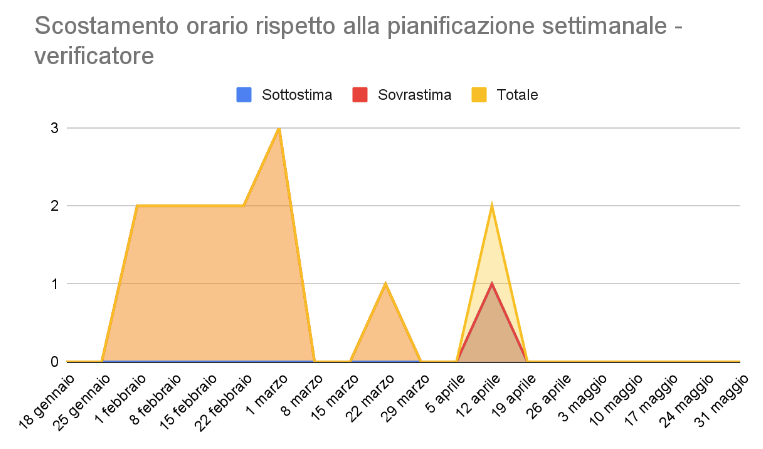 Scostamento orario rispetto alla pianificazione settimanale -
verificatore
Sottostima
Sovrastima
Totale
3
2
1
0
18 gennaio
25 gennaio
1 febbraio
8 febbraio
15 febbraio
22 febbraio
1 marzo
8 marzo
15 marzo
22 marzo
29 marzo
5 aprile
12 aprile
19 aprile
26 aprile
3 maggio
10 maggio
17 maggio
24 maggio
31 maggio